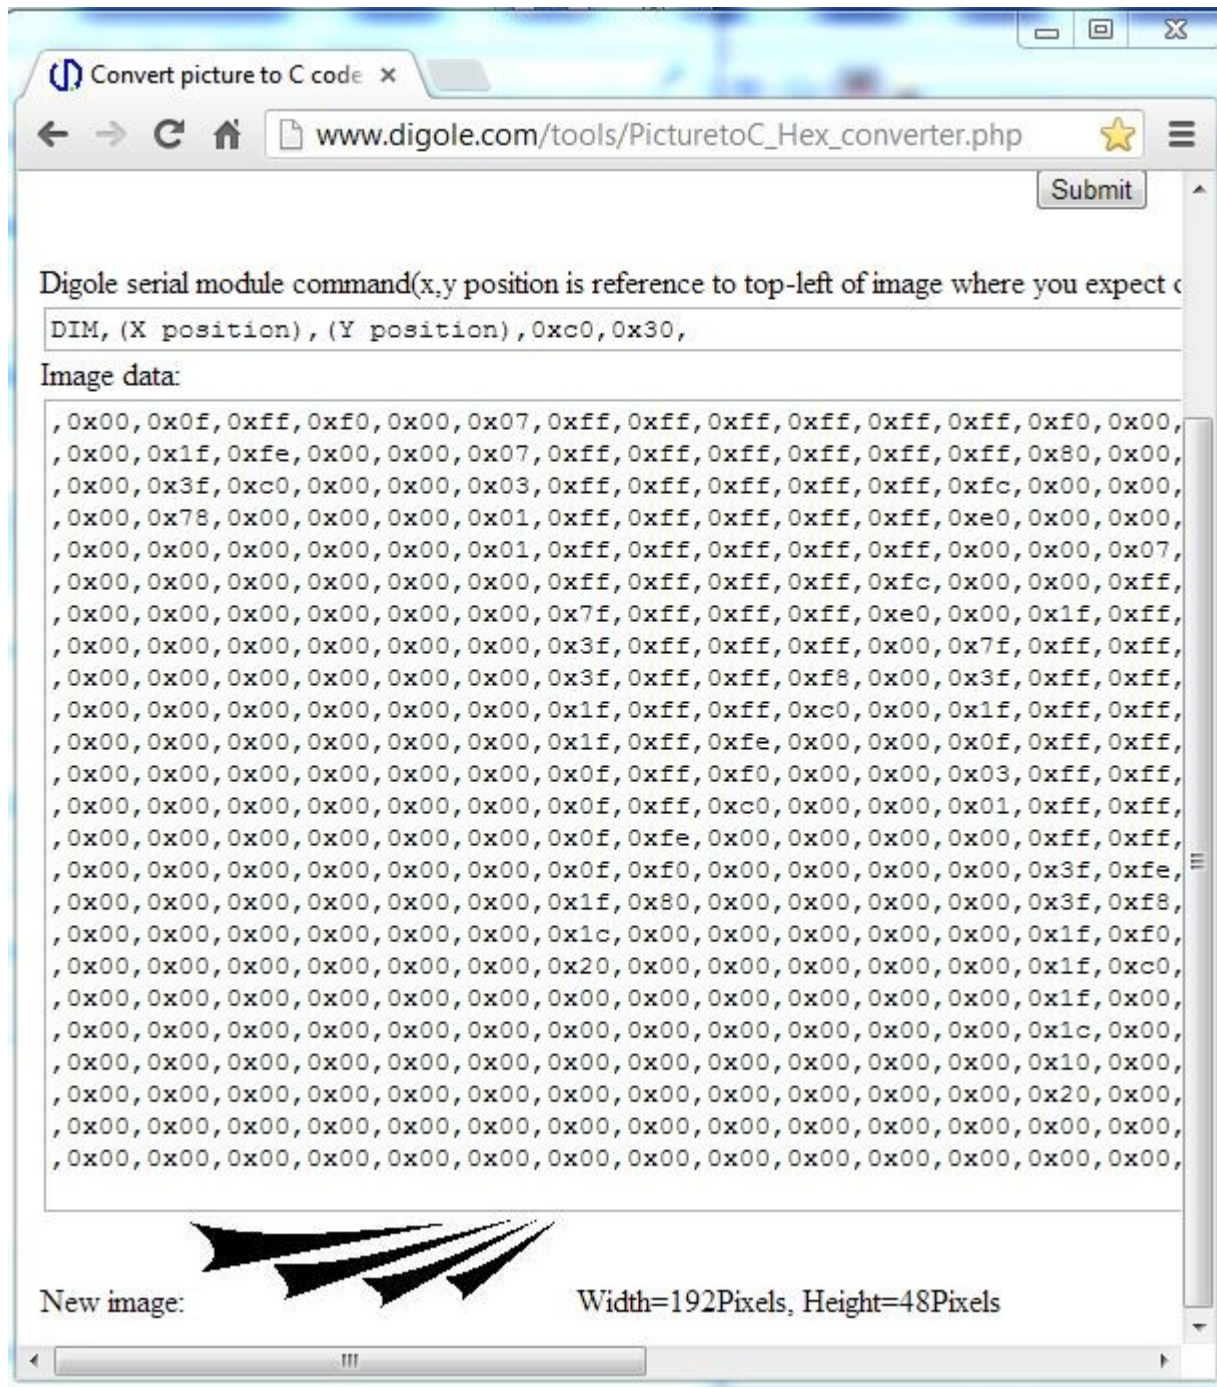 Convert picture to C code
www.digole.com/tools/PicturetoC_Hex_converter.php
Submit
Digole serial module command(x,y position is reference to top-left of image where you expect
DIM,(X position),(Y position),0xc0,0x30,
Image data:
,0x00,0x0f,0xff,0xf0,0x00,0x07,0xff,0xff,0xff,0xff,0xff,0xff,0xf0,0x00,
,0x00,0x1f,0xfe,0x00,0x00,0x07,0xff,0xff,0xff,0xff,0xff,0xff,0x80,0x00,
,0x00,0x3f,0xc0,0x00,0x00,0x03,0xff,0xff,0xff,0xff,0xff,0xfc,0x00,0x00,
,0x00,0x78,0x00,0x00,0x00,0x01,0xff,0xff,0xff,0xff,0xff,0xe0,0x00,0x00,
,0x00,0x00,0x00,0x00,0x00,0x01,0xff,0xff,0xff,0xff,0xff,0x00,0x00,0x07,
,0x00,0x00,0x00,0x00,0x00,0x00,0xff,0xff,0xff,0xff,0xfc,0x00,0x00,0xff,
,0x00,0x00,0x00,0x00,0x00,0x00,0x7f,0xff,0xff,0xff,0xe0,0x00,0x1f,0xff,
,0x00,0x00,0x00,0x00,0x00,0x00,0x3f,0xff,0xff,0xff,0x00,0x7f,0xff,0xff,
,0x00,0x00,0x00,0x00,0x00,0x00,0x3f,0xff,0xff,0xf8,0x00,0x3f,0xff,0xff,
,0x00,0x00,0x00,0x00,0x00,0x00,0x1f,0xff,0xff,0xc0,0x00,0x1f,0xff,0xff,
,0x00,0x00,0x00,0x00,0x00,0x00,0x1f,0xff,0xfe,0x00,0x00,0x0f,0xff,0xff,
,0x00,0x00,0x00,0x00,0x00,0x00,0x0f,0xff,0xf0,0x00,0x00,0x03,0xff,0xff,
,0x00,0x00,0x00,0x00,0x00,0x00,0x0f,0xff,0xc0,0x00,0x00,0x01,0xff,0xff,
,0x00,0x00,0x00,0x00,0x00,0x00,0x0f,0xfe,0x00,0x00,0x00,0x00,0xff,0xff,
,0x00,0x00,0x00,0x00,0x00,0x00,0x0f,0xf0,0x00,0x00,0x00,0x00,0x3f,0xfe,
,0x00,0x00,0x00,0x00,0x00,0x00,0x1f,0x80,0x00,0x00,0x00,0x00,0x3f,0xf8,
,0x00,0x00,0x00,0x00,0x00,0x00,0x1c,0x00,0x00,0x00,0x00,0x00,0x1f,0xf0,
,0x00,0x00,0x00,0x00,0x00,0x00,0x20,0x00,0x00,0x00,0x00,0x00,0x1f,0xc0,
,0x00,0x00,0x00,0x00,0x00,0x00,0x00,0x00,0x00,0x00,0x00,0x00,0x1f,0x00,
,0x00,0x00,0x00,0x00,0x00,0x00,0x00,0x00,0x00,0x00,0x00,0x00,0x1c,0x00,
,0x00,0x00,0x00,0x00,0x00,0x00,0x00,0x00,0x00,0x00,0x00,0x00,0x10,0x00,
,0x00,0x00,0x00,0x00,0x00,0x00,0x00,0x00,0x00,0x00,0x00,0x00,0x20,0x00,
,0x00,0x00,0x00,0x00,0x00,0x00,0x00,0x00,0x00,0x00,0x00,0x00,0x00,0x00,
,0x00,0x00,0x00,0x00,0x00,0x00,0x00,0x00,0x00,0x00,0x00,0x00,0x00,0x00,
New image: Width=192Pixels, Height=48Pixels